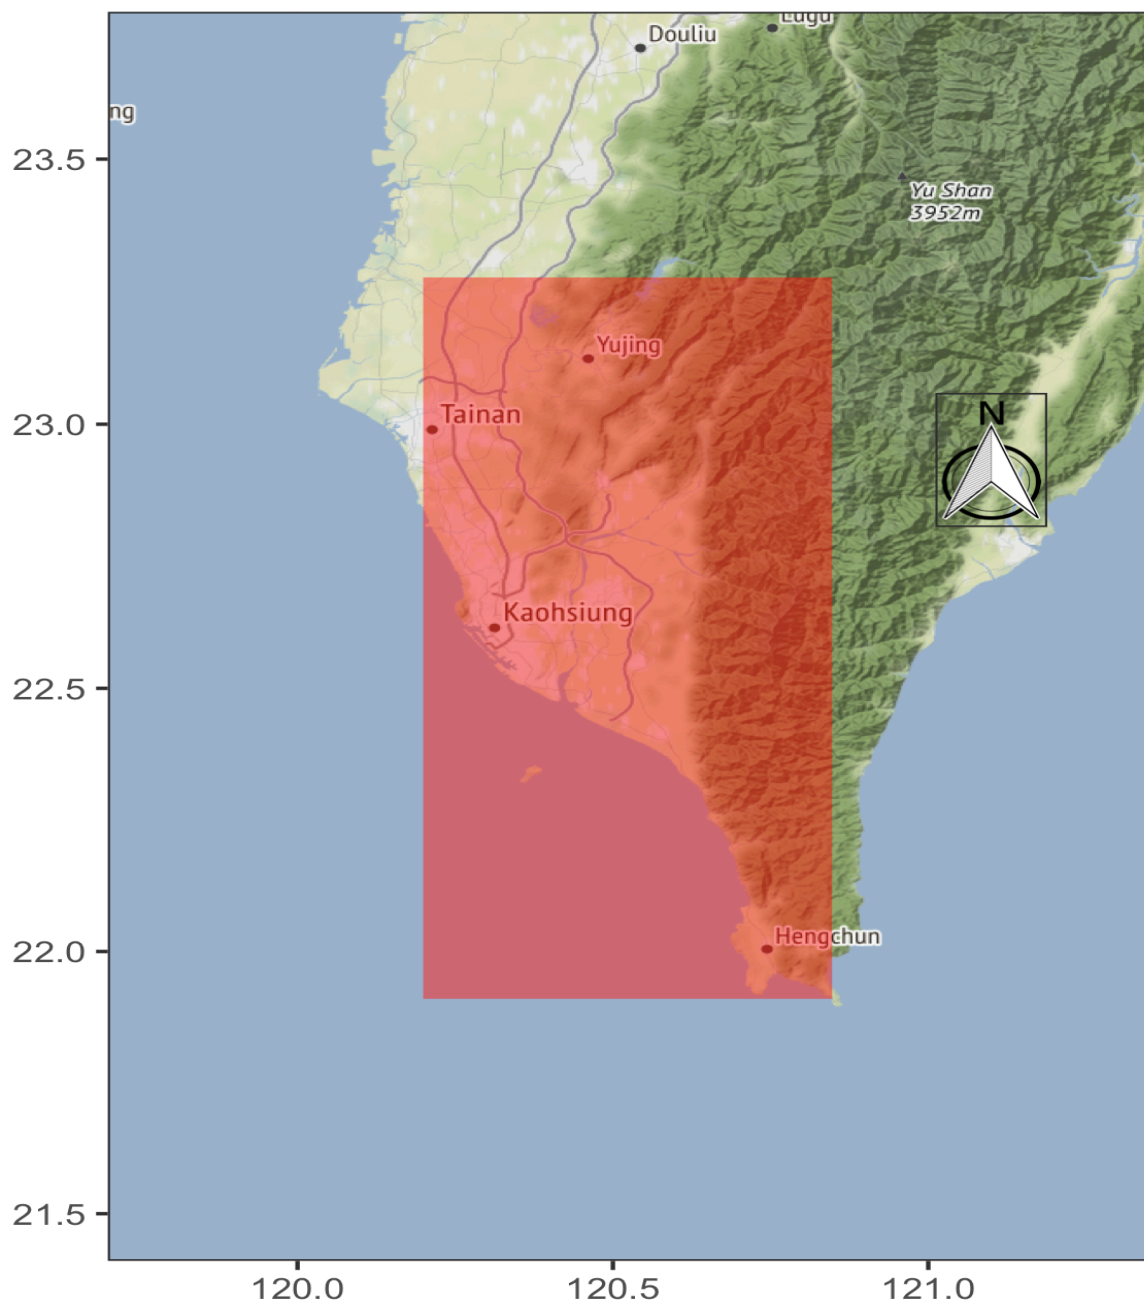 Douliu
Lugu
ng
23.5
Yu Shan
3952m
Yujing
23.0
Tainan
N
Kaohsiung
22.5
22.0
Hengchun
21.5
120.0
120.5
121.0